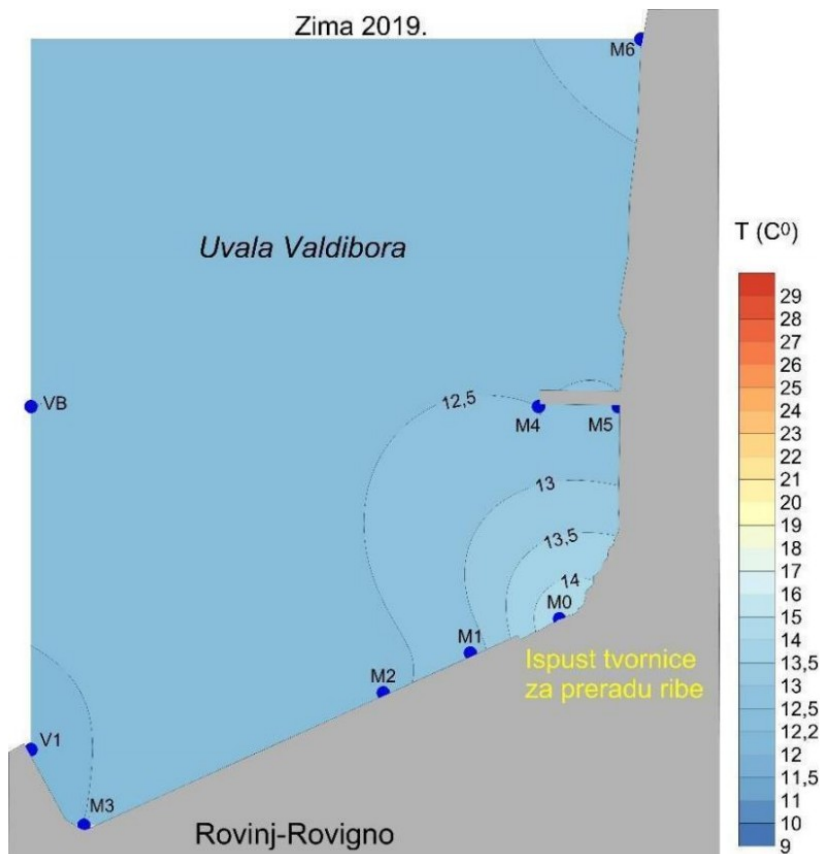 Zima 2019.
M6
Uvala Valdibora
T (C⁰)
29
28
27
26
25
24
23
22
21
20
19
18
17
16
15
14
13,5
13
12,5
12,2
12
11,5
11
10
9
VB
12,5
M4
M5
13
13,5
14
M0
M1
M2
Ispust tvornice
za preradu ribe
V1
M3
Rovinj-Rovigno